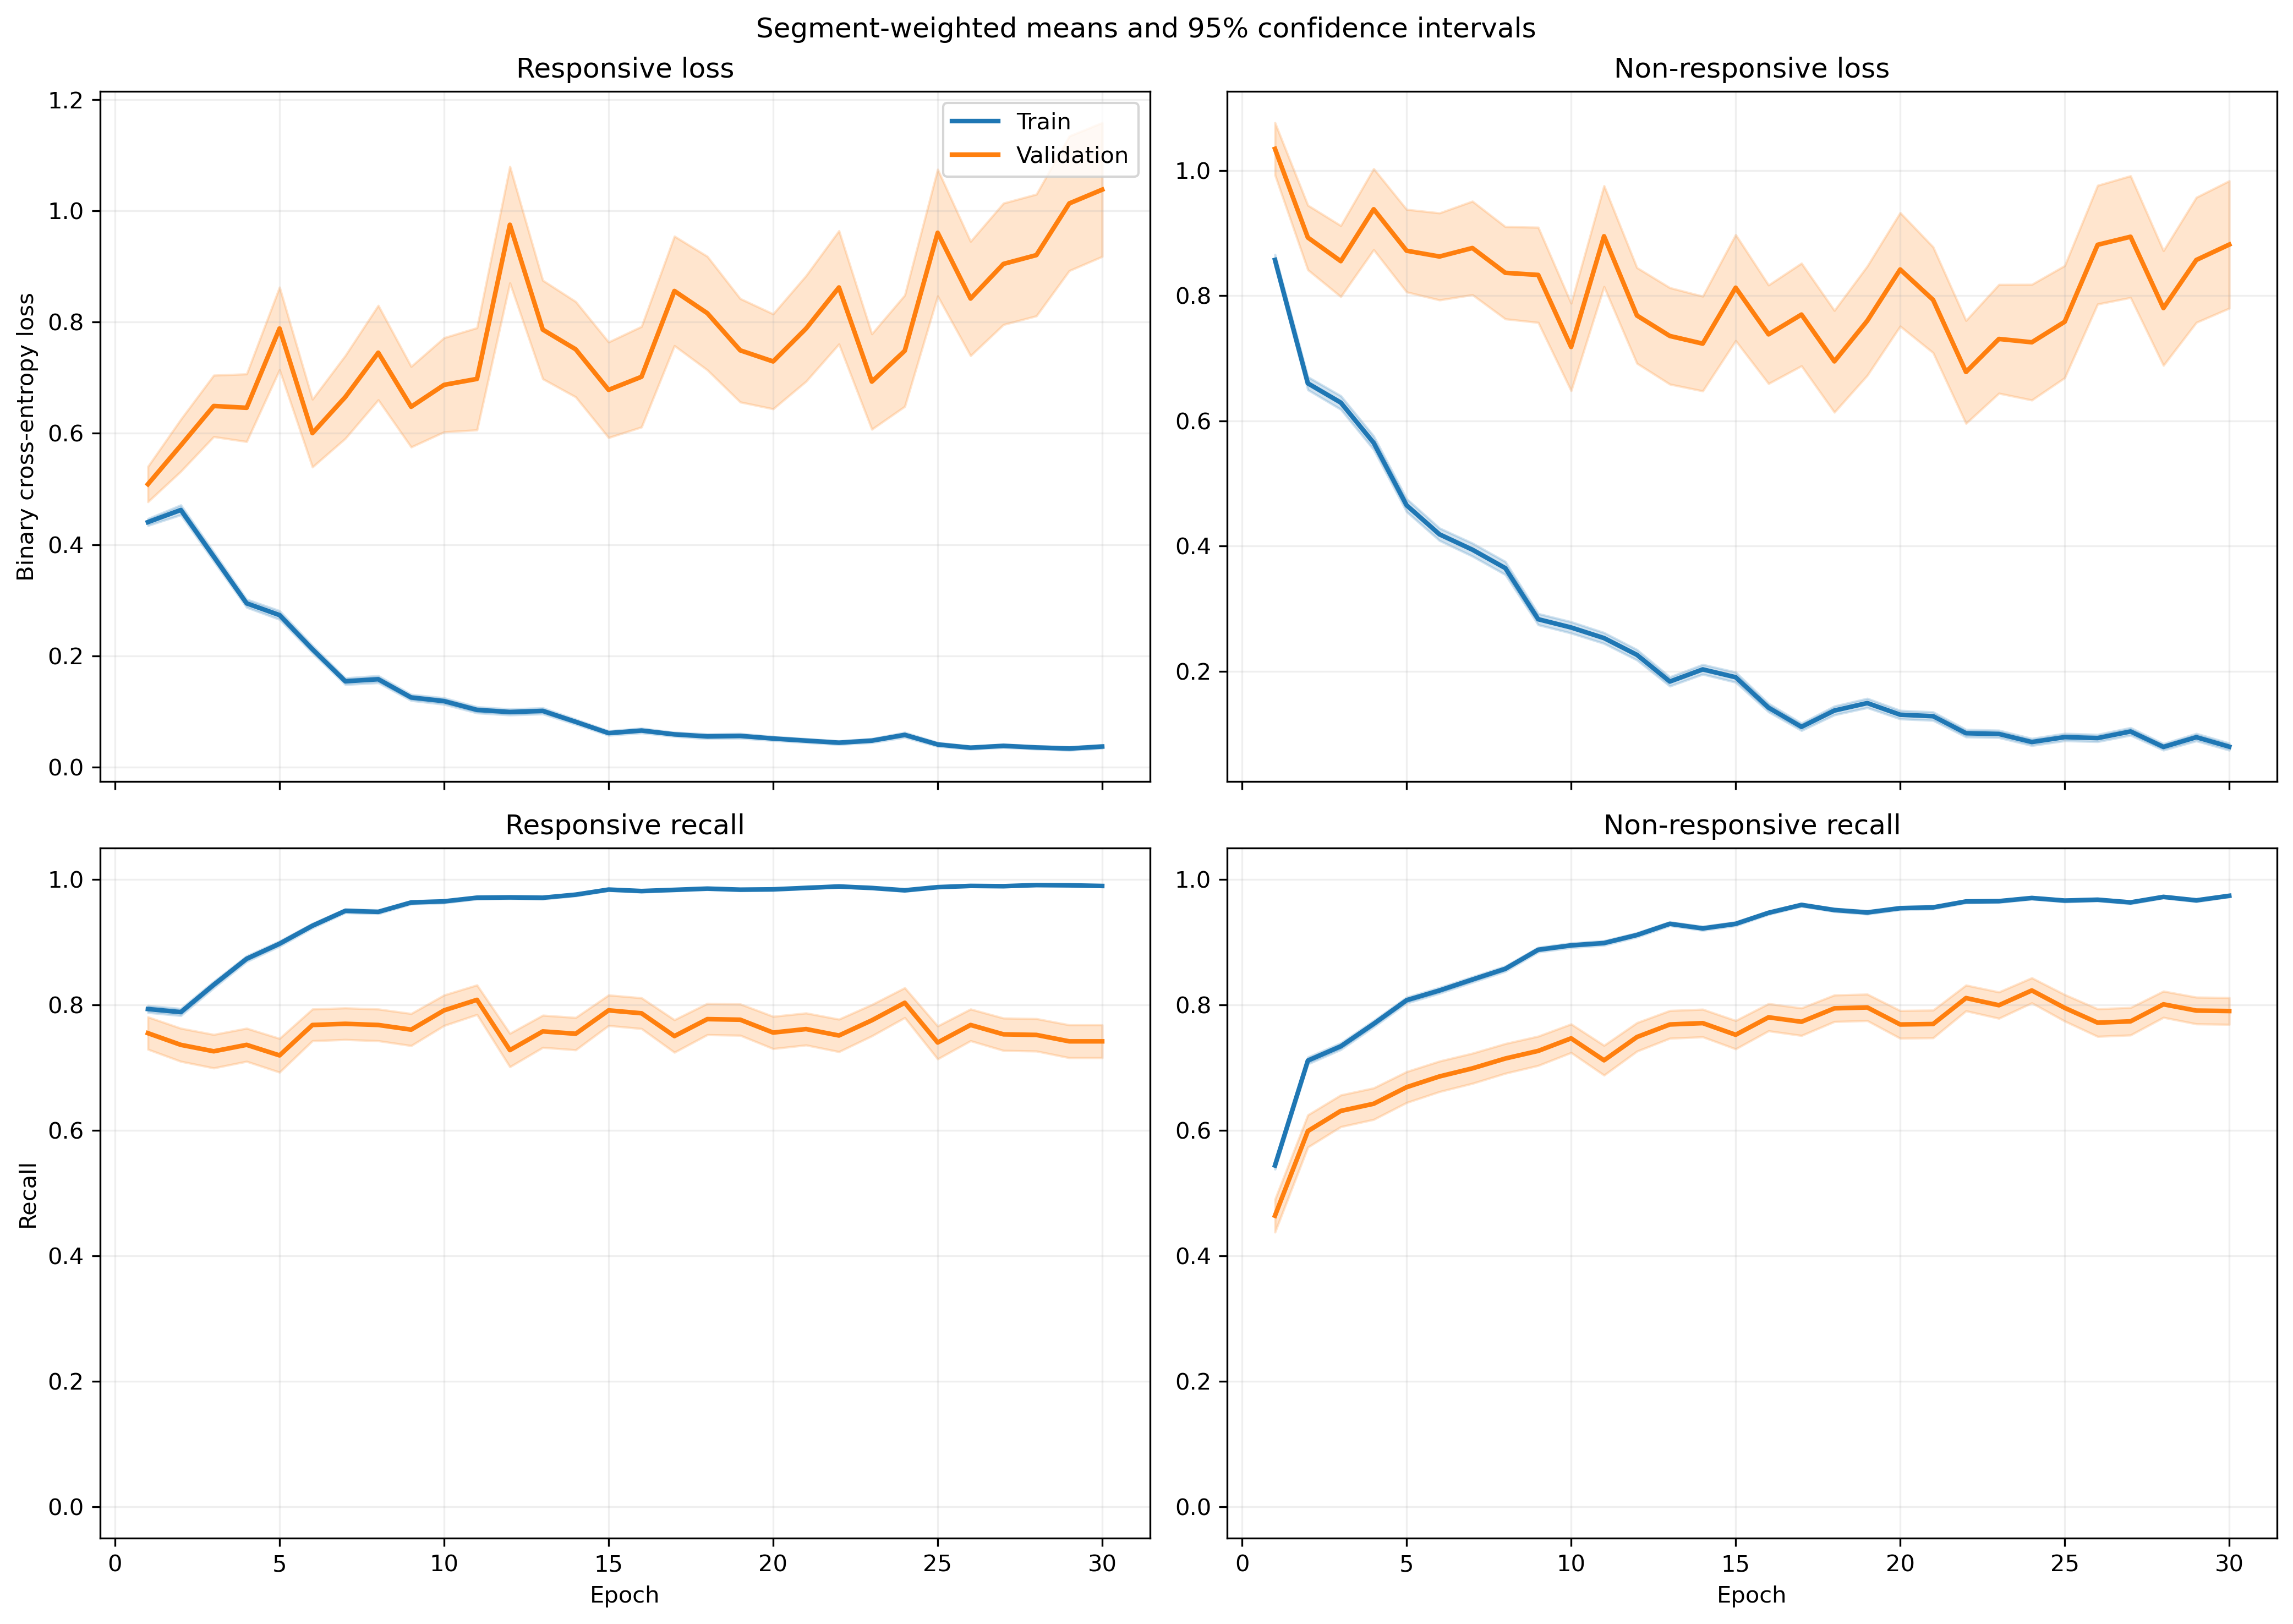 Segment-weighted means and 95% confidence intervals
Responsive loss
Non-responsive loss
Binary cross-entropy loss
1.2
1.0
0.8
0.6
0.4
0.2
0.0
Train
Validation
1.0
0.8
0.6
0.4
0.2
Responsive recall
Non-responsive recall
Recall
1.0
0.8
0.6
0.4
0.2
0.0
0 5 10 15 20 25 30
Epoch
1.0
0.8
0.6
0.4
0.2
0.0
0 5 10 15 20 25 30
Epoch